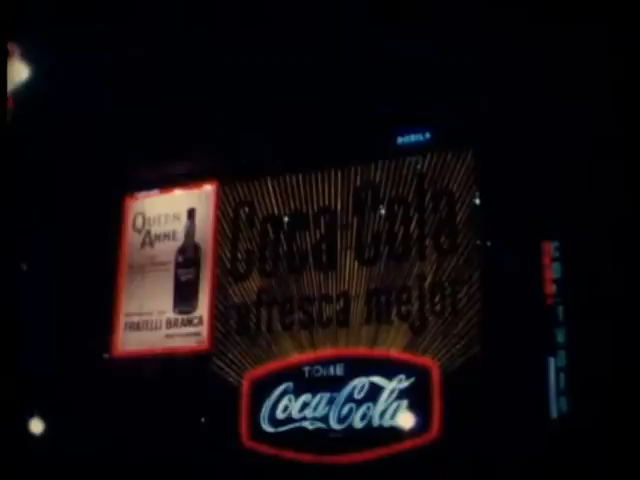 QUEEN
ANNE
FRATELLI BRANCA
Coca-Cola
refresca mejor
TOME
Coca-Cola